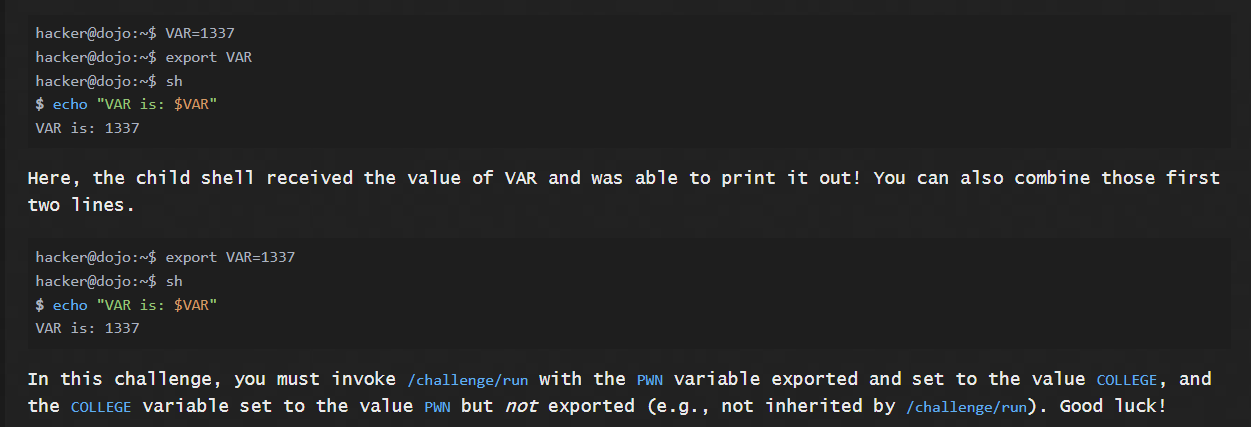 hacker@dojo:~$ VAR=1337
hacker@dojo:~$ export VAR
hacker@dojo:~$ sh
$ echo "VAR is: $VAR"
VAR is: 1337
Here, the child shell received the value of VAR and was able to print it out! You can also combine those first
two lines.
hacker@dojo:~$ export VAR=1337
hacker@dojo:~$ sh
$ echo "VAR is: $VAR"
VAR is: 1337
In this challenge, you must invoke /challenge/run with the PWN variable exported and set to the value COLLEGE, and
the COLLEGE variable set to the value PWN but not exported (e.g., not inherited by /challenge/run). Good luck!